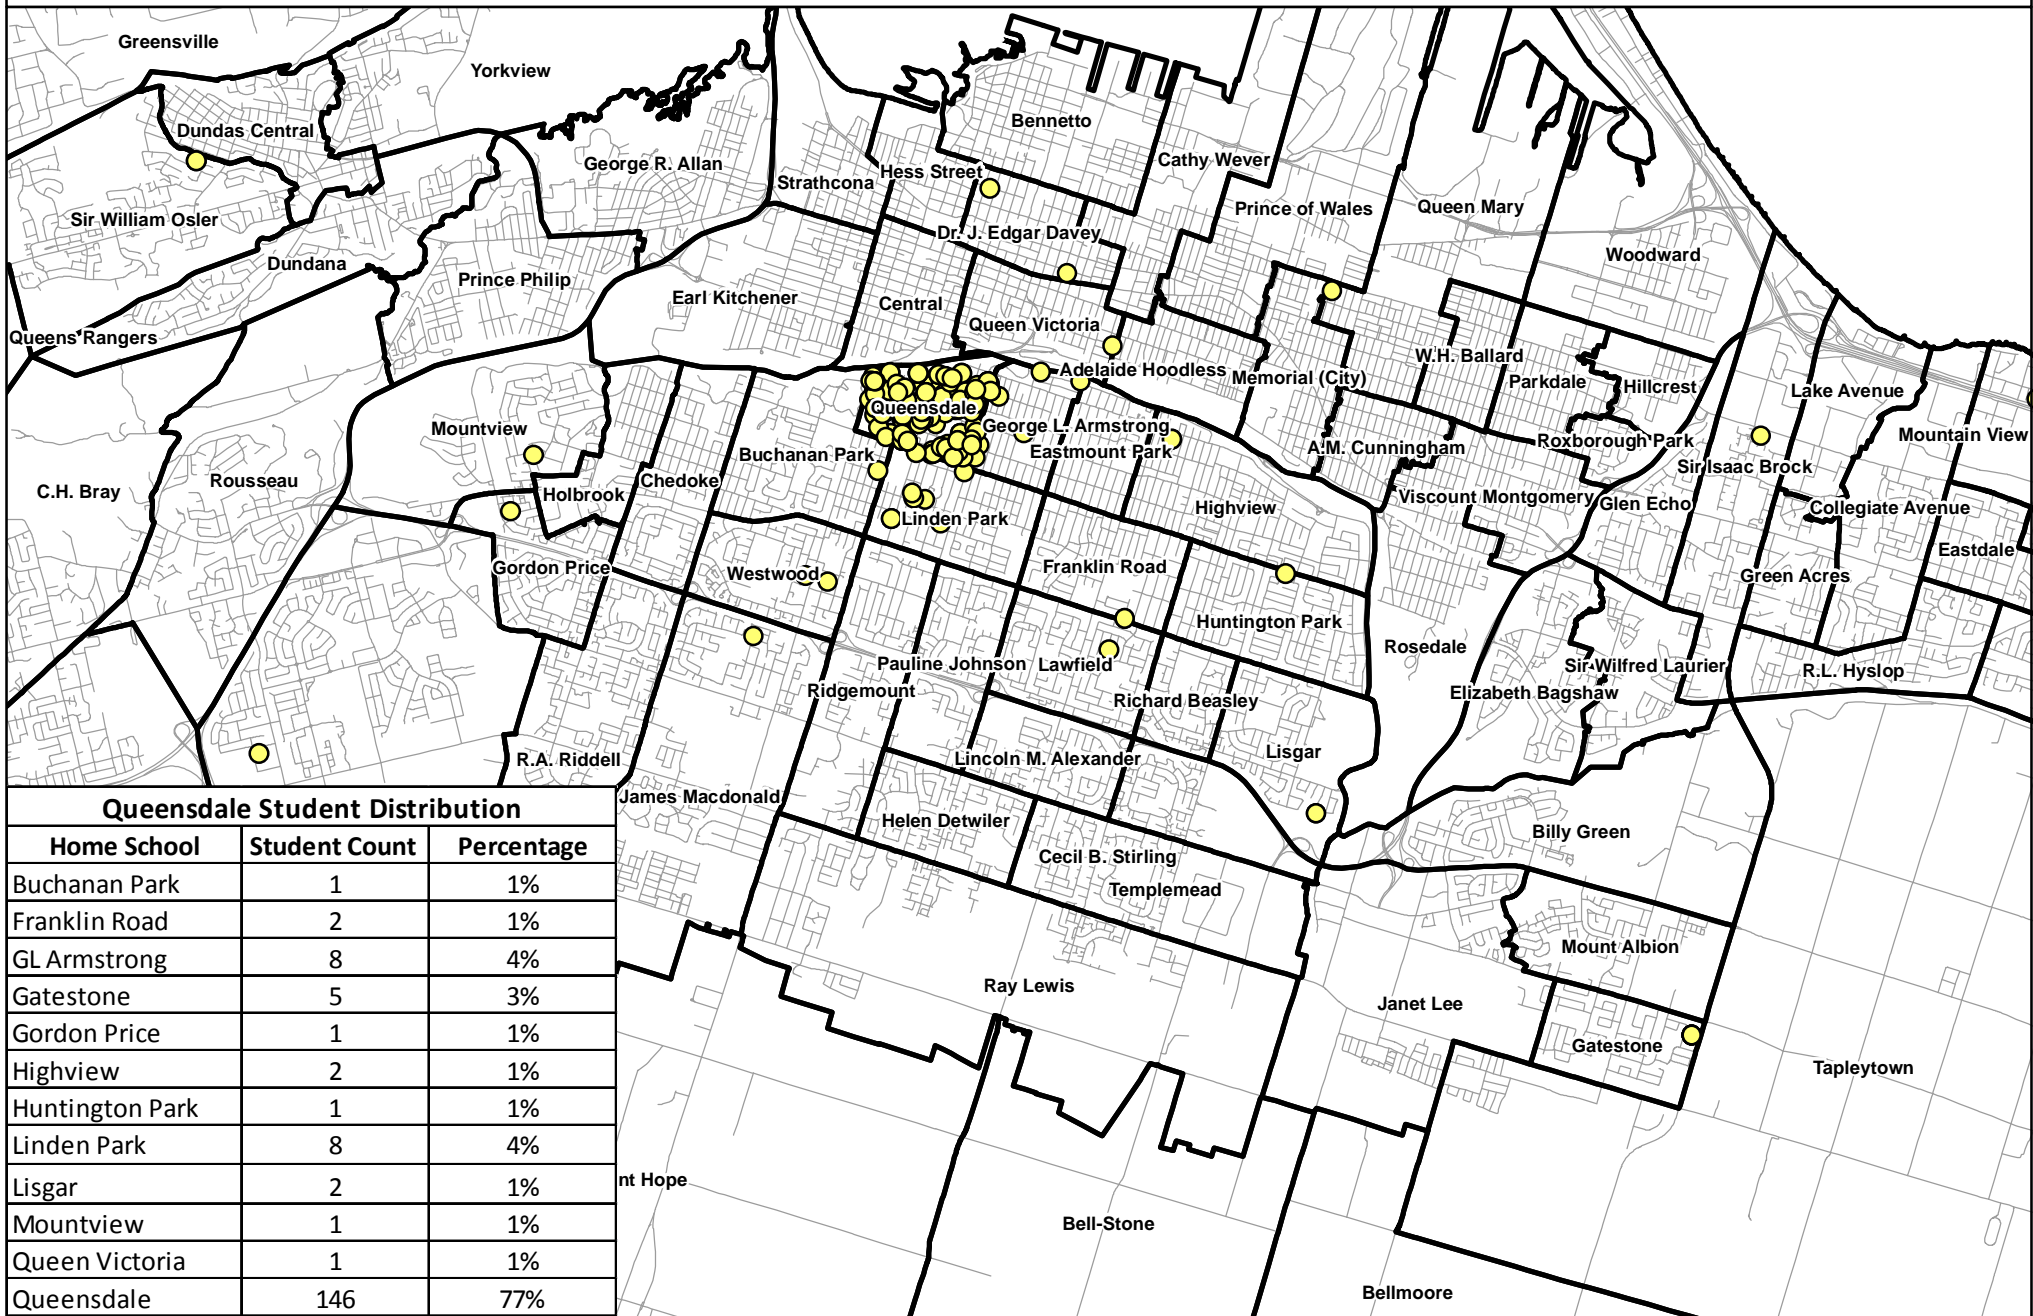 Greensville
Yorkview
Dundas Central
Bennetto
George R. Allan
Cathy Wever
Strathcona
Hess Street
Sir William Osler
Prince of Wales
Queen Mary
Dr. J. Edgar Davey
Dundana
Woodward
Prince Philip
Earl Kitchener
Central
Queen Victoria
Queens Rangers
W.H. Ballard
Adelaide Hoodless
Memorial (City)
Parkdale
Hillcrest
Lake Avenue
Queensdale
George L. Armstrong
Mountview
Roxborough Park
Mountain View
Buchanan Park
Eastmount Park
A.M. Cunningham
Sir Isaac Brock
C.H. Bray
Rousseau
Chedoke
Holbrook
Viscount Montgomery
Glen Echo
Highview
Collegiate Avenue
Linden Park
Eastdale
Gordon Price
Westwood
Franklin Road
Green Acres
Huntington Park
Rosedale
Pauline Johnson
Lawfield
Sir Wilfred Laurier
R.L. Hyslop
Ridgemount
Richard Beasley
Elizabeth Bagshaw
R.A. Riddell
Lincoln M. Alexander
Lisgar
James Macdonald
Helen Detwiler
Billy Green
Cecil B. Stirling
Templemead
Mount Albion
Ray Lewis
Janet Lee
Gatestone
Tapleytown
nt Hope
Bell-Stone
Bellmoore
Queensdale Student Distribution
Home School Student Count Percentage
Buchanan Park 1 1%
Franklin Road 2 1%
GL Armstrong 8 4%
Gatestone 5 3%
Gordon Price 1 1%
Highview 2 1%
Huntington Park 1 1%
Linden Park 8 4%
Lisgar 2 1%
Mountview 1 1%
Queen Victoria 1 1%
Queensdale 146 77%